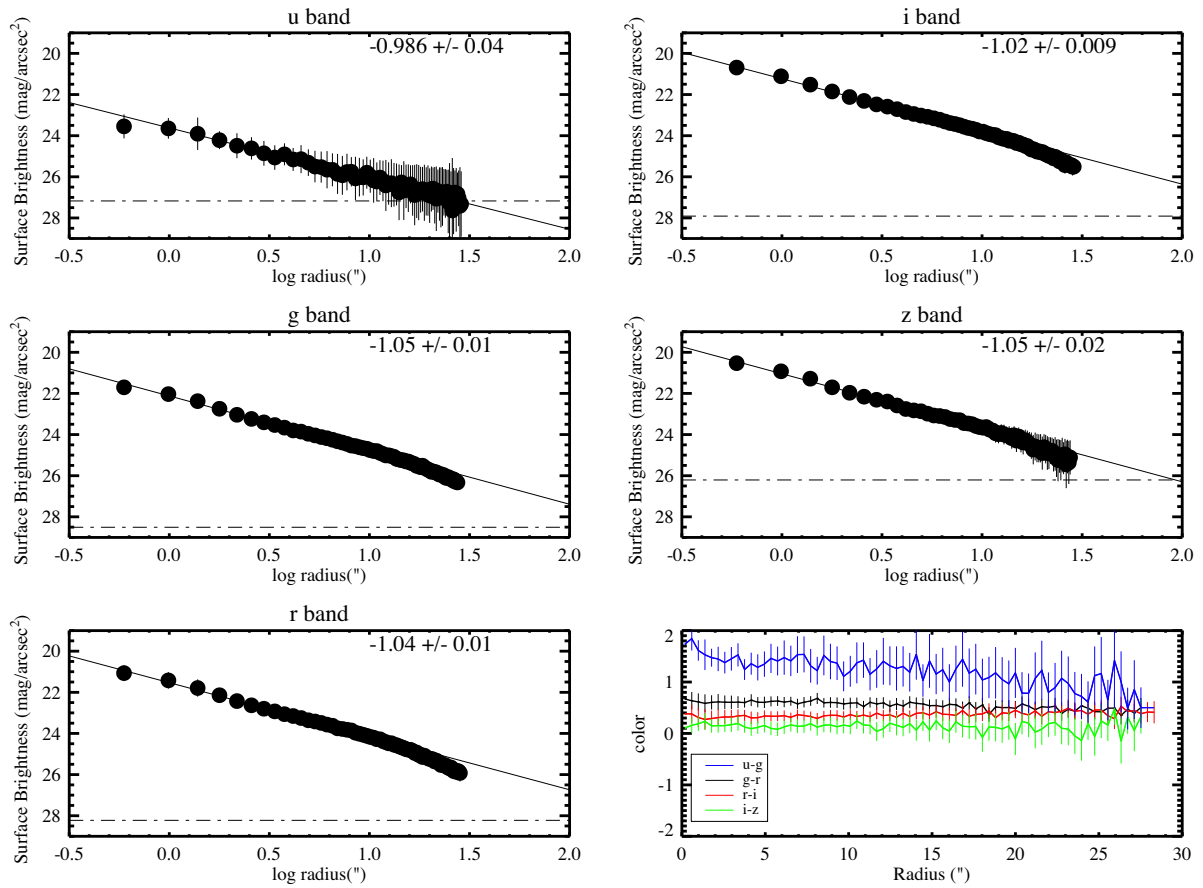 u band
-0.986 +/- 0.04
Surface Brightness (mag/arcsec²)
20
22
24
26
28
-0.5 0.0 0.5 1.0 1.5 2.0
log radius('')
i band
-1.02 +/- 0.009
Surface Brightness (mag/arcsec²)
20
22
24
26
28
-0.5 0.0 0.5 1.0 1.5 2.0
log radius('')
g band
-1.05 +/- 0.01
Surface Brightness (mag/arcsec²)
20
22
24
26
28
-0.5 0.0 0.5 1.0 1.5 2.0
log radius('')
z band
-1.05 +/- 0.02
Surface Brightness (mag/arcsec²)
20
22
24
26
28
-0.5 0.0 0.5 1.0 1.5 2.0
log radius('')
r band
-1.04 +/- 0.01
Surface Brightness (mag/arcsec²)
20
22
24
26
28
-0.5 0.0 0.5 1.0 1.5 2.0
log radius('')
color
2
1
0
-1
-2
u-g
g-r
r-i
i-z
0 5 10 15 20 25 30
Radius ('')